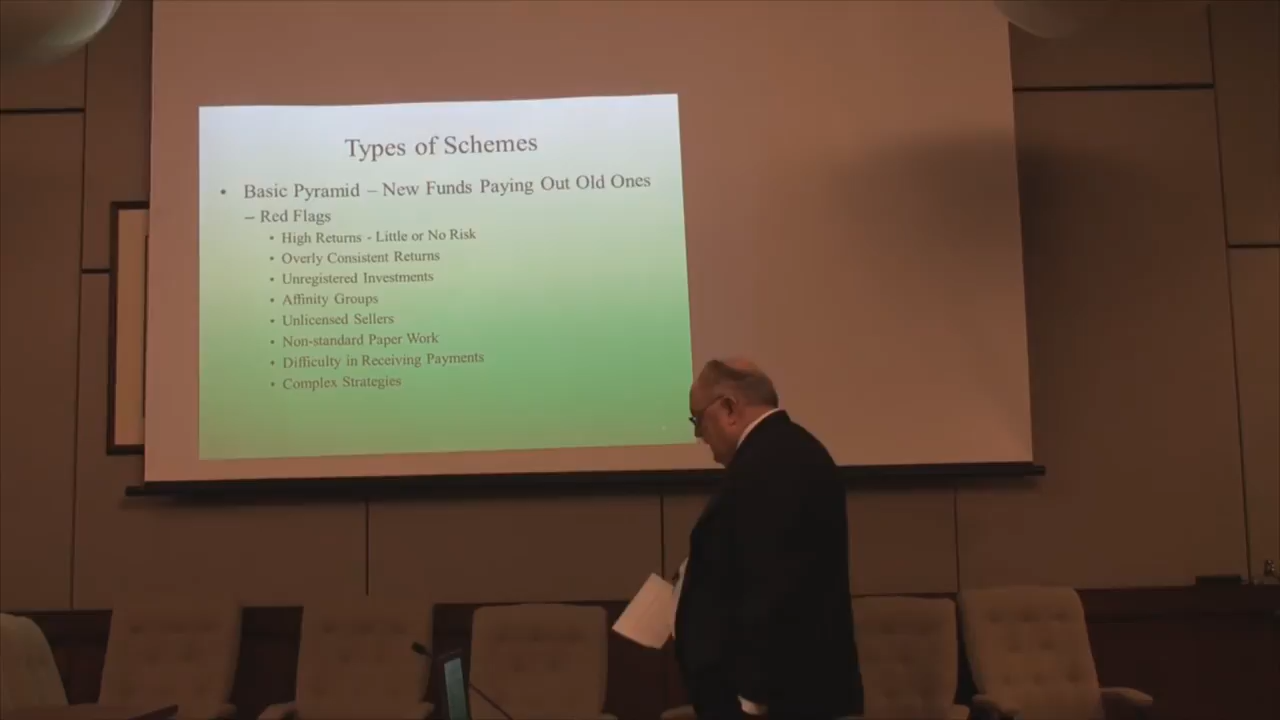 Types of Schemes
• Basic Pyramid – New Funds Paying Out Old Ones
– Red Flags
• High Returns - Little or No Risk
• Overly Consistent Returns
• Unregistered Investments
• Affinity Groups
• Unlicensed Sellers
• Non-standard Paper Work
• Difficulty in Receiving Payments
• Complex Strategies